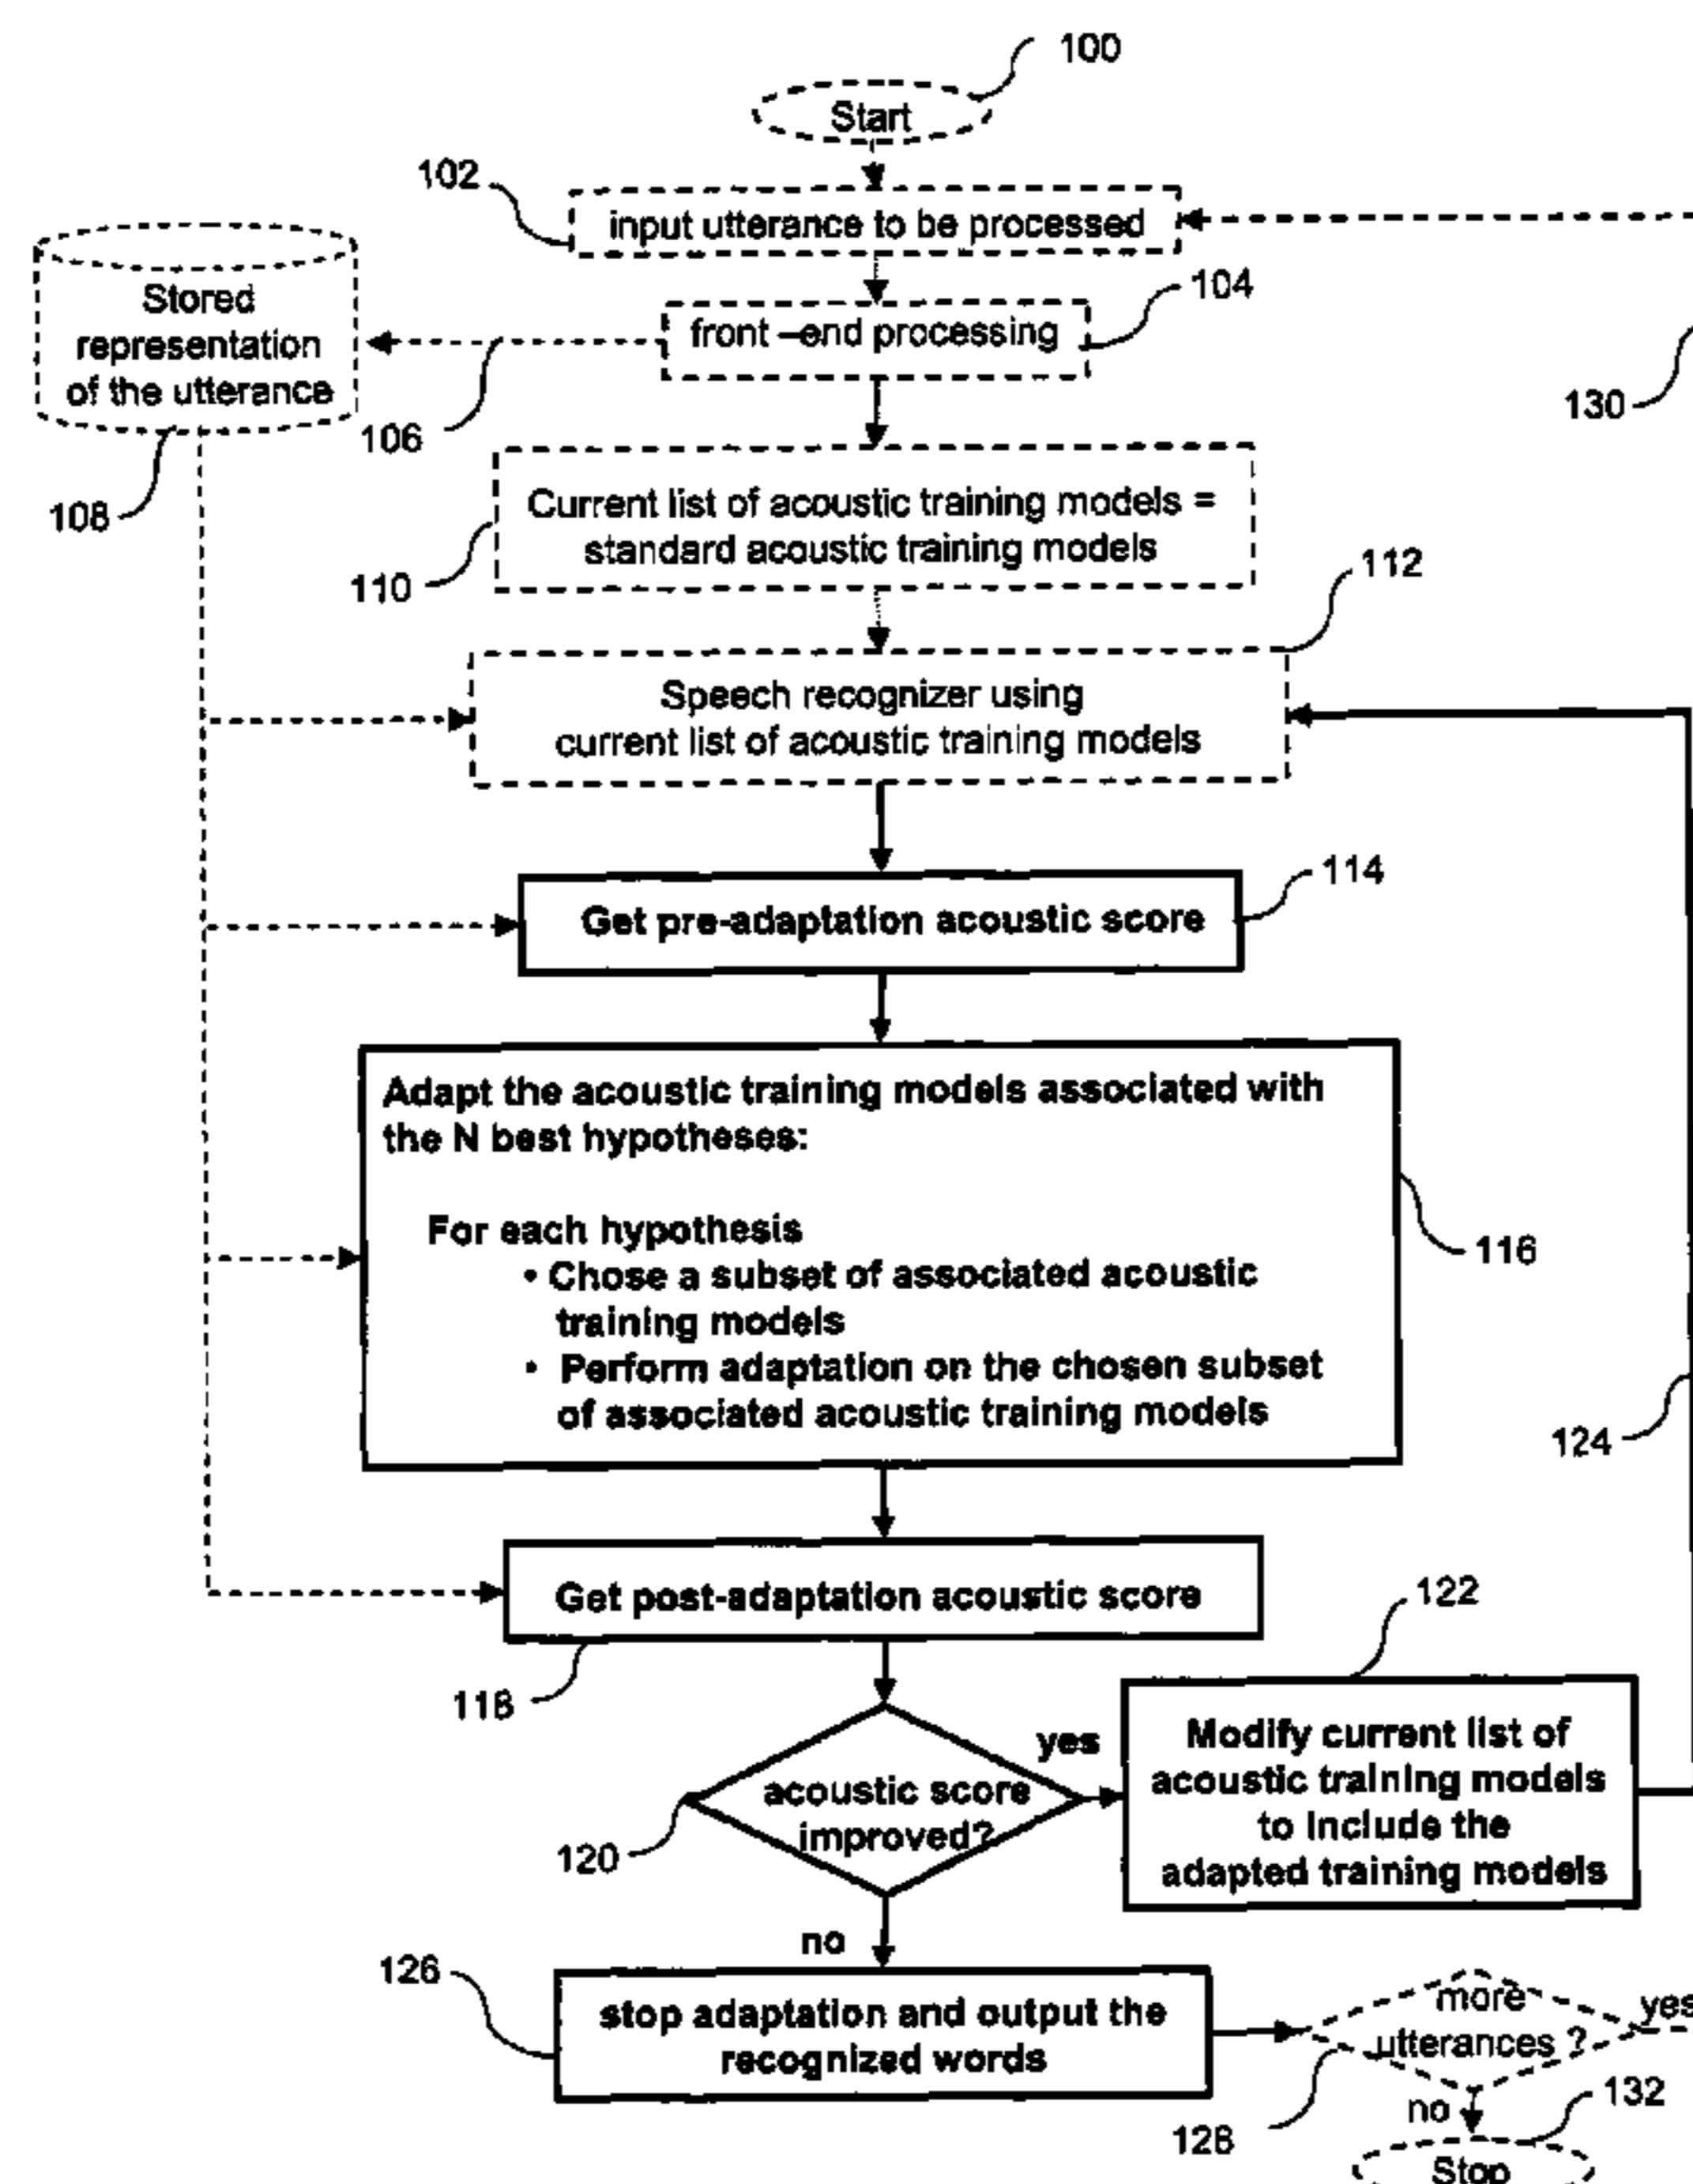 100
Start
102
input utterance to be processed
104
Stored
representation
of the utterance
front –end processing
106
130
108
Current list of acoustic training models =
standard acoustic training models
110
112
Speech recognizer using
current list of acoustic training models
114
Get pre-adaptation acoustic score
Adapt the acoustic training models associated with
the N best hypotheses:
For each hypothesis
• Chose a subset of associated acoustic
training models
• Perform adaptation on the chosen subset
of associated acoustic training models
116
124
Get post-adaptation acoustic score
118
122
yes
acoustic score
improved?
120
Modify current list of
acoustic training models
to include the
adapted training models
no
126
stop adaptation and output the
recognized words
more
utterances ?
yes
128
no
132
Stop